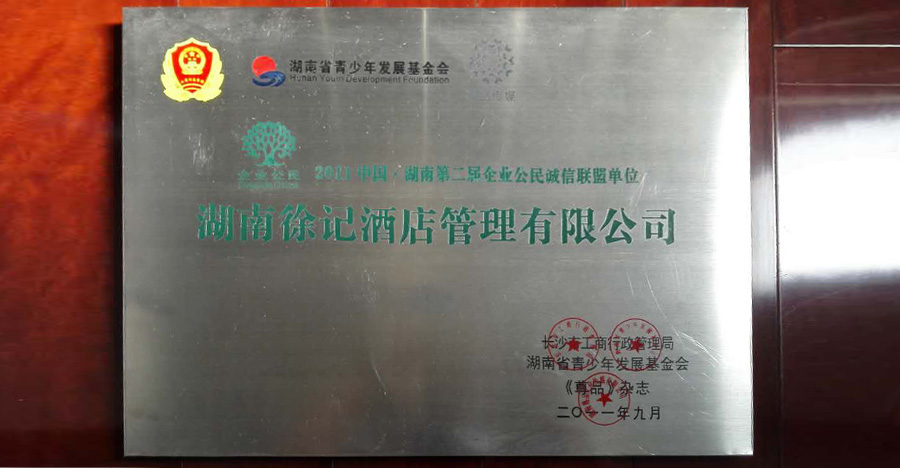 湖南省青少年发展基金会
Hunan Youth Development Foundation
企业公民
2011中国·湖南第二届企业公民诚信联盟单位
湖南徐记酒店管理有限公司
长沙市工商行政管理局
湖南省青少年发展基金会
《尊品》杂志
二〇一一年九月